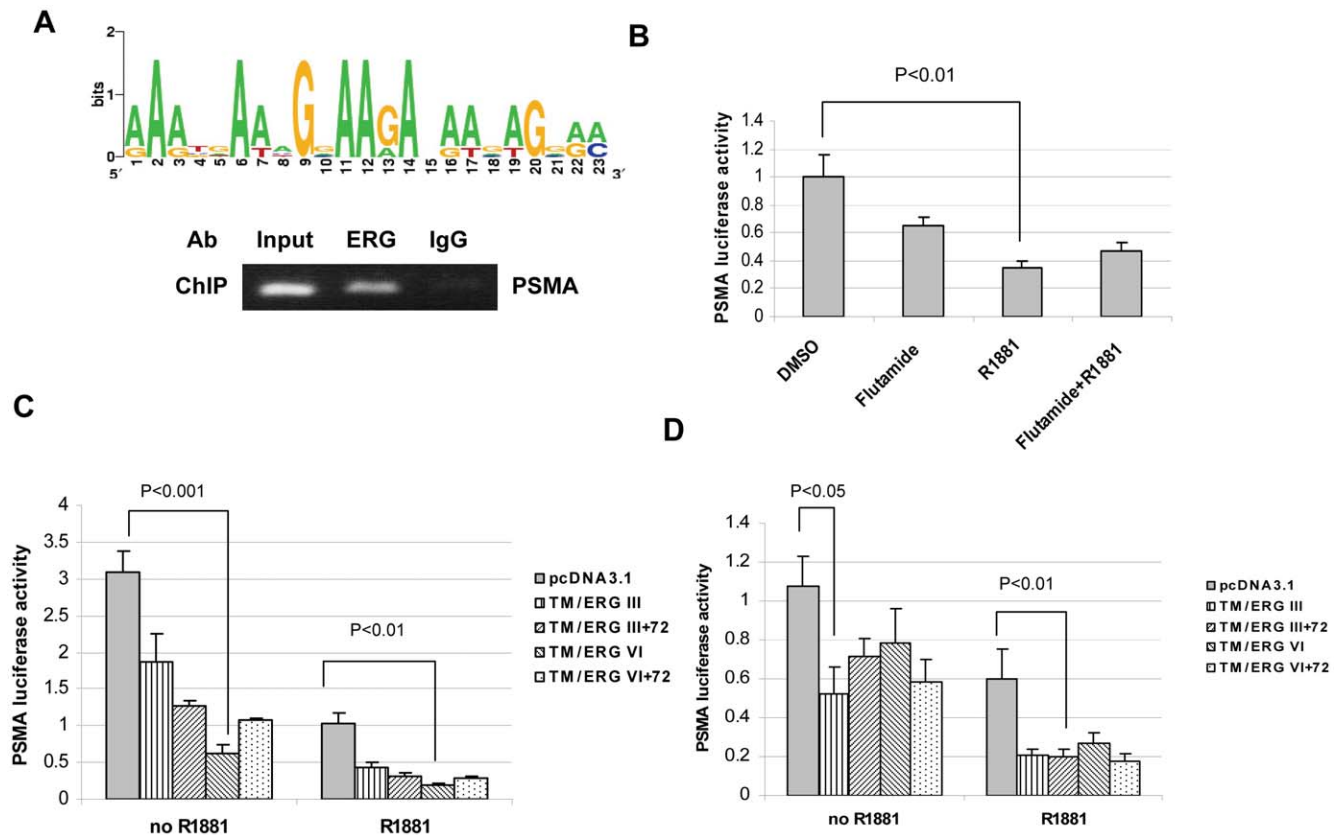 A
2
1
0
bits
AAA AA G AAGA AA AG AA
1 2 3 4 5 6 7 8 9 10 11 12 13 14 15 16 17 18 19 20 21 22 23
5′ 3′
Ab Input ERG IgG
ChIP PSMA
B
P<0.01
PSMA luciferase activity
1.4
1.2
1
0.8
0.6
0.4
0.2
0
DMSO
Flutamide
R1881
Flutamide+R1881
C
P<0.001
P<0.01
PSMA luciferase activity
4
3.5
3
2.5
2
1.5
1
0.5
0
no R1881 R1881
pcDNA3.1
TM/ERG III
TM/ERG III+72
TM/ERG VI
TM/ERG VI+72
D
P<0.05
P<0.01
PSMA luciferase activity
1.4
1.2
1
0.8
0.6
0.4
0.2
0
no R1881 R1881
pcDNA3.1
TM/ERG III
TM/ERG III+72
TM/ERG VI
TM/ERG VI+72